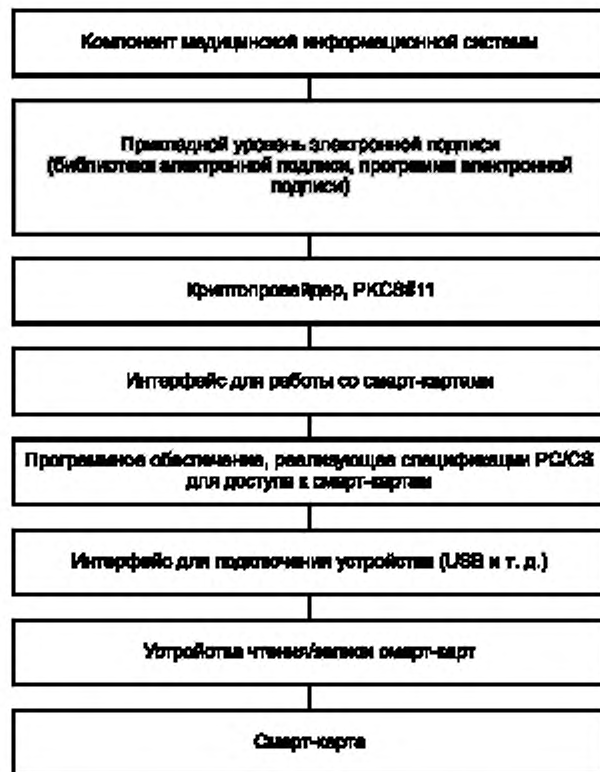 Компонент медицинской информационной системы
Прикладной уровень электронной подписи
(библиотека электронной подписи, программа электронной
подписи)
Криптопровайдер, PKCS#11
Интерфейс для работы со смарт-картами
Программное обеспечение, реализующее спецификации PC/CS
для доступа к смарт-картам
Интерфейс для подключения устройства (USB и т. д.)
Устройства чтения/записи смарт-карт
Смарт-карта